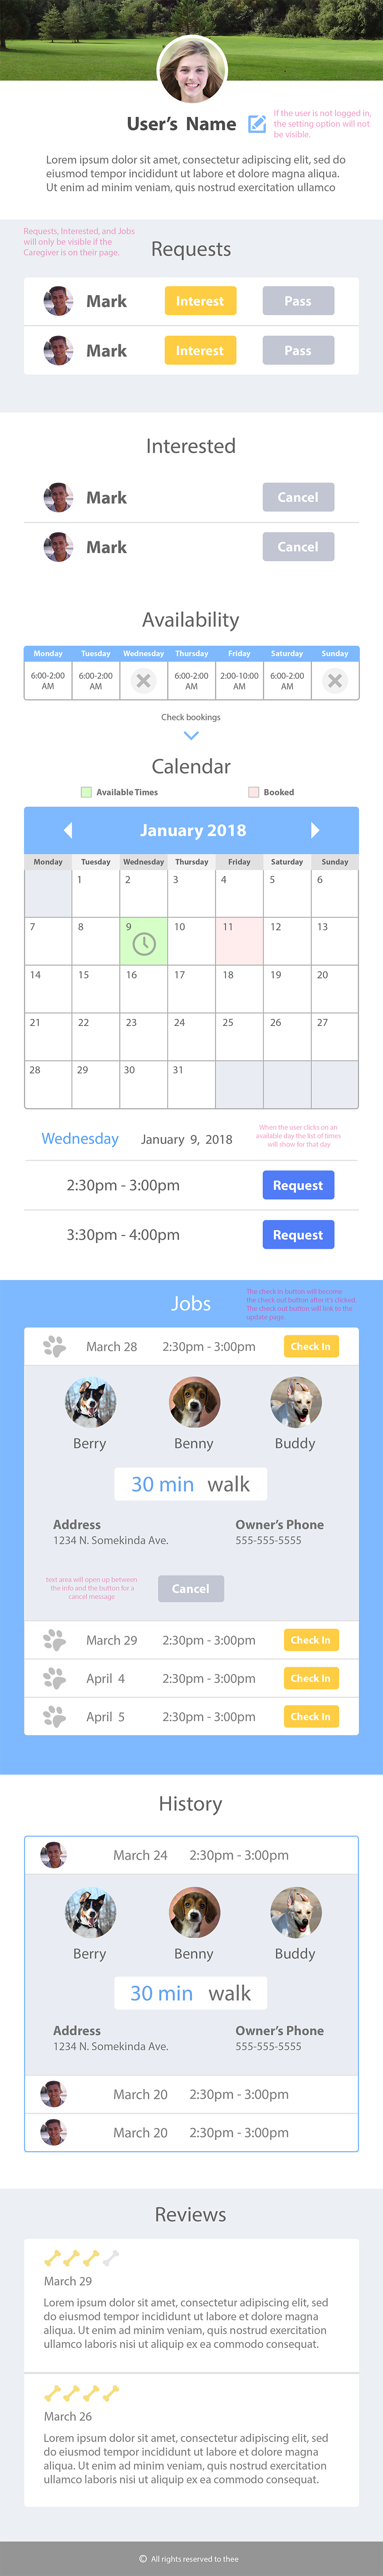 If the user is not logged in,
the setting option will not
be visible.
User's Name
Lorem ipsum dolor sit amet, consectetur adipiscing elit, sed do
eiusmod tempor incididunt ut labore et dolore magna aliqua.
Ut enim ad minim veniam, quis nostrud exercitation ullamco
Requests, Interested, and Jobs
will only be visible if the
Caregiver is on their page.
Requests
Mark Interest Pass
Mark Interest Pass
Interested
Mark Cancel
Mark Cancel
Availability
Monday Tuesday Wednesday Thursday Friday Saturday Sunday
6:00-2:00 6:00-2:00 6:00-2:00 2:00-10:00 6:00-2:00
AM AM AM AM AM
Check bookings
Calendar
Available Times Booked
January 2018
Monday Tuesday Wednesday Thursday Friday Saturday Sunday
1 2 3 4 5 6
7 8 9 10 11 12 13
14 15 16 17 18 19 20
21 22 23 24 25 26 27
28 29 30 31
Wednesday January 9, 2018
When the user clicks on an
available day the list of times
will show for that day
2:30pm - 3:00pm Request
3:30pm - 4:00pm Request
Jobs
The check in button will become
the check out button after it's clicked
The check out button will link to the
update page.
March 28 2:30pm - 3:00pm Check In
Berry Benny Buddy
30 min walk
Address Owner's Phone
1234 N. Somekinda Ave. 555-555-5555
text area will open up between
the info and the button for a
cancel message
Cancel
March 29 2:30pm - 3:00pm Check In
April 4 2:30pm - 3:00pm Check In
April 5 2:30pm - 3:00pm Check In
History
March 24 2:30pm - 3:00pm
Berry Benny Buddy
30 min walk
Address Owner's Phone
1234 N. Somekinda Ave. 555-555-5555
March 20 2:30pm - 3:00pm
March 20 2:30pm - 3:00pm
Reviews
March 29
Lorem ipsum dolor sit amet, consectetur adipiscing elit, sed
do eiusmod tempor incididunt ut labore et dolore magna
aliqua. Ut enim ad minim veniam, quis nostrud exercitation
ullamco laboris nisi ut aliquip ex ea commodo consequat.
March 26
Lorem ipsum dolor sit amet, consectetur adipiscing elit, sed
do eiusmod tempor incididunt ut labore et dolore magna
aliqua. Ut enim ad minim veniam, quis nostrud exercitation
ullamco laboris nisi ut aliquip ex ea commodo consequat.
© All rights reserved to thee